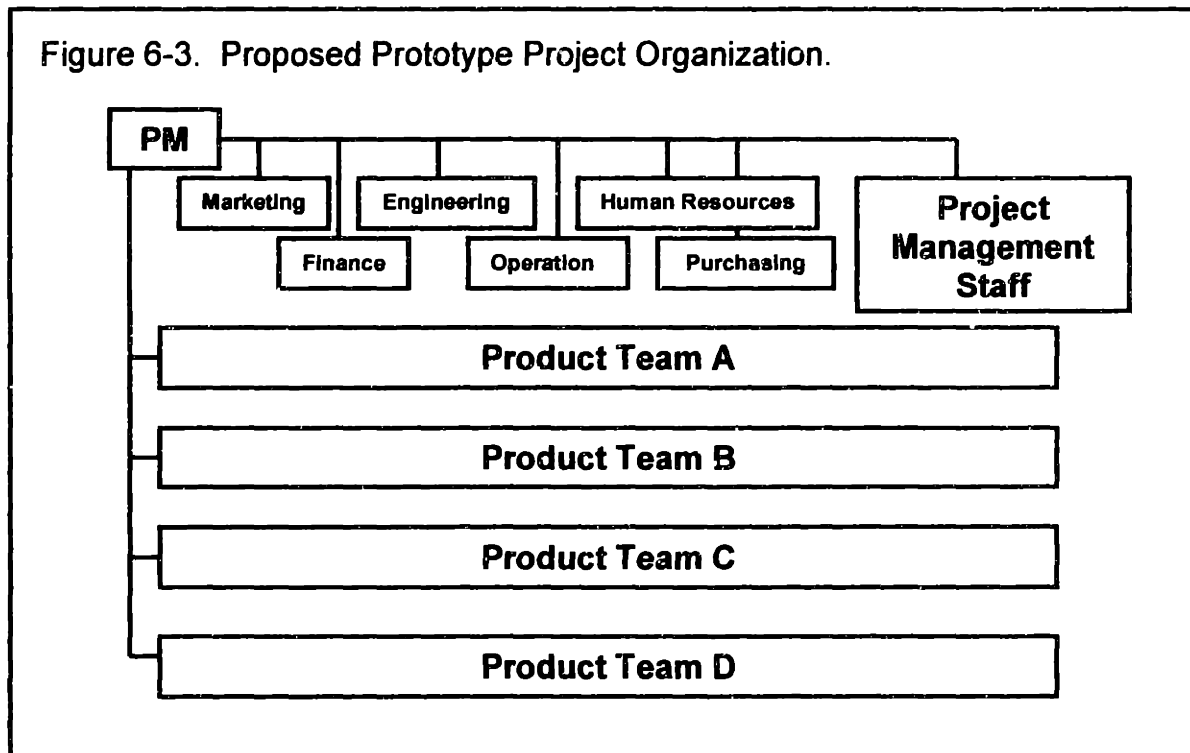 Figure 6-3. Proposed Prototype Project Organization.
PM
Marketing
Engineering
Human Resources
Finance
Operation
Purchasing
Project
Management
Staff
Product Team A
Product Team B
Product Team C
Product Team D